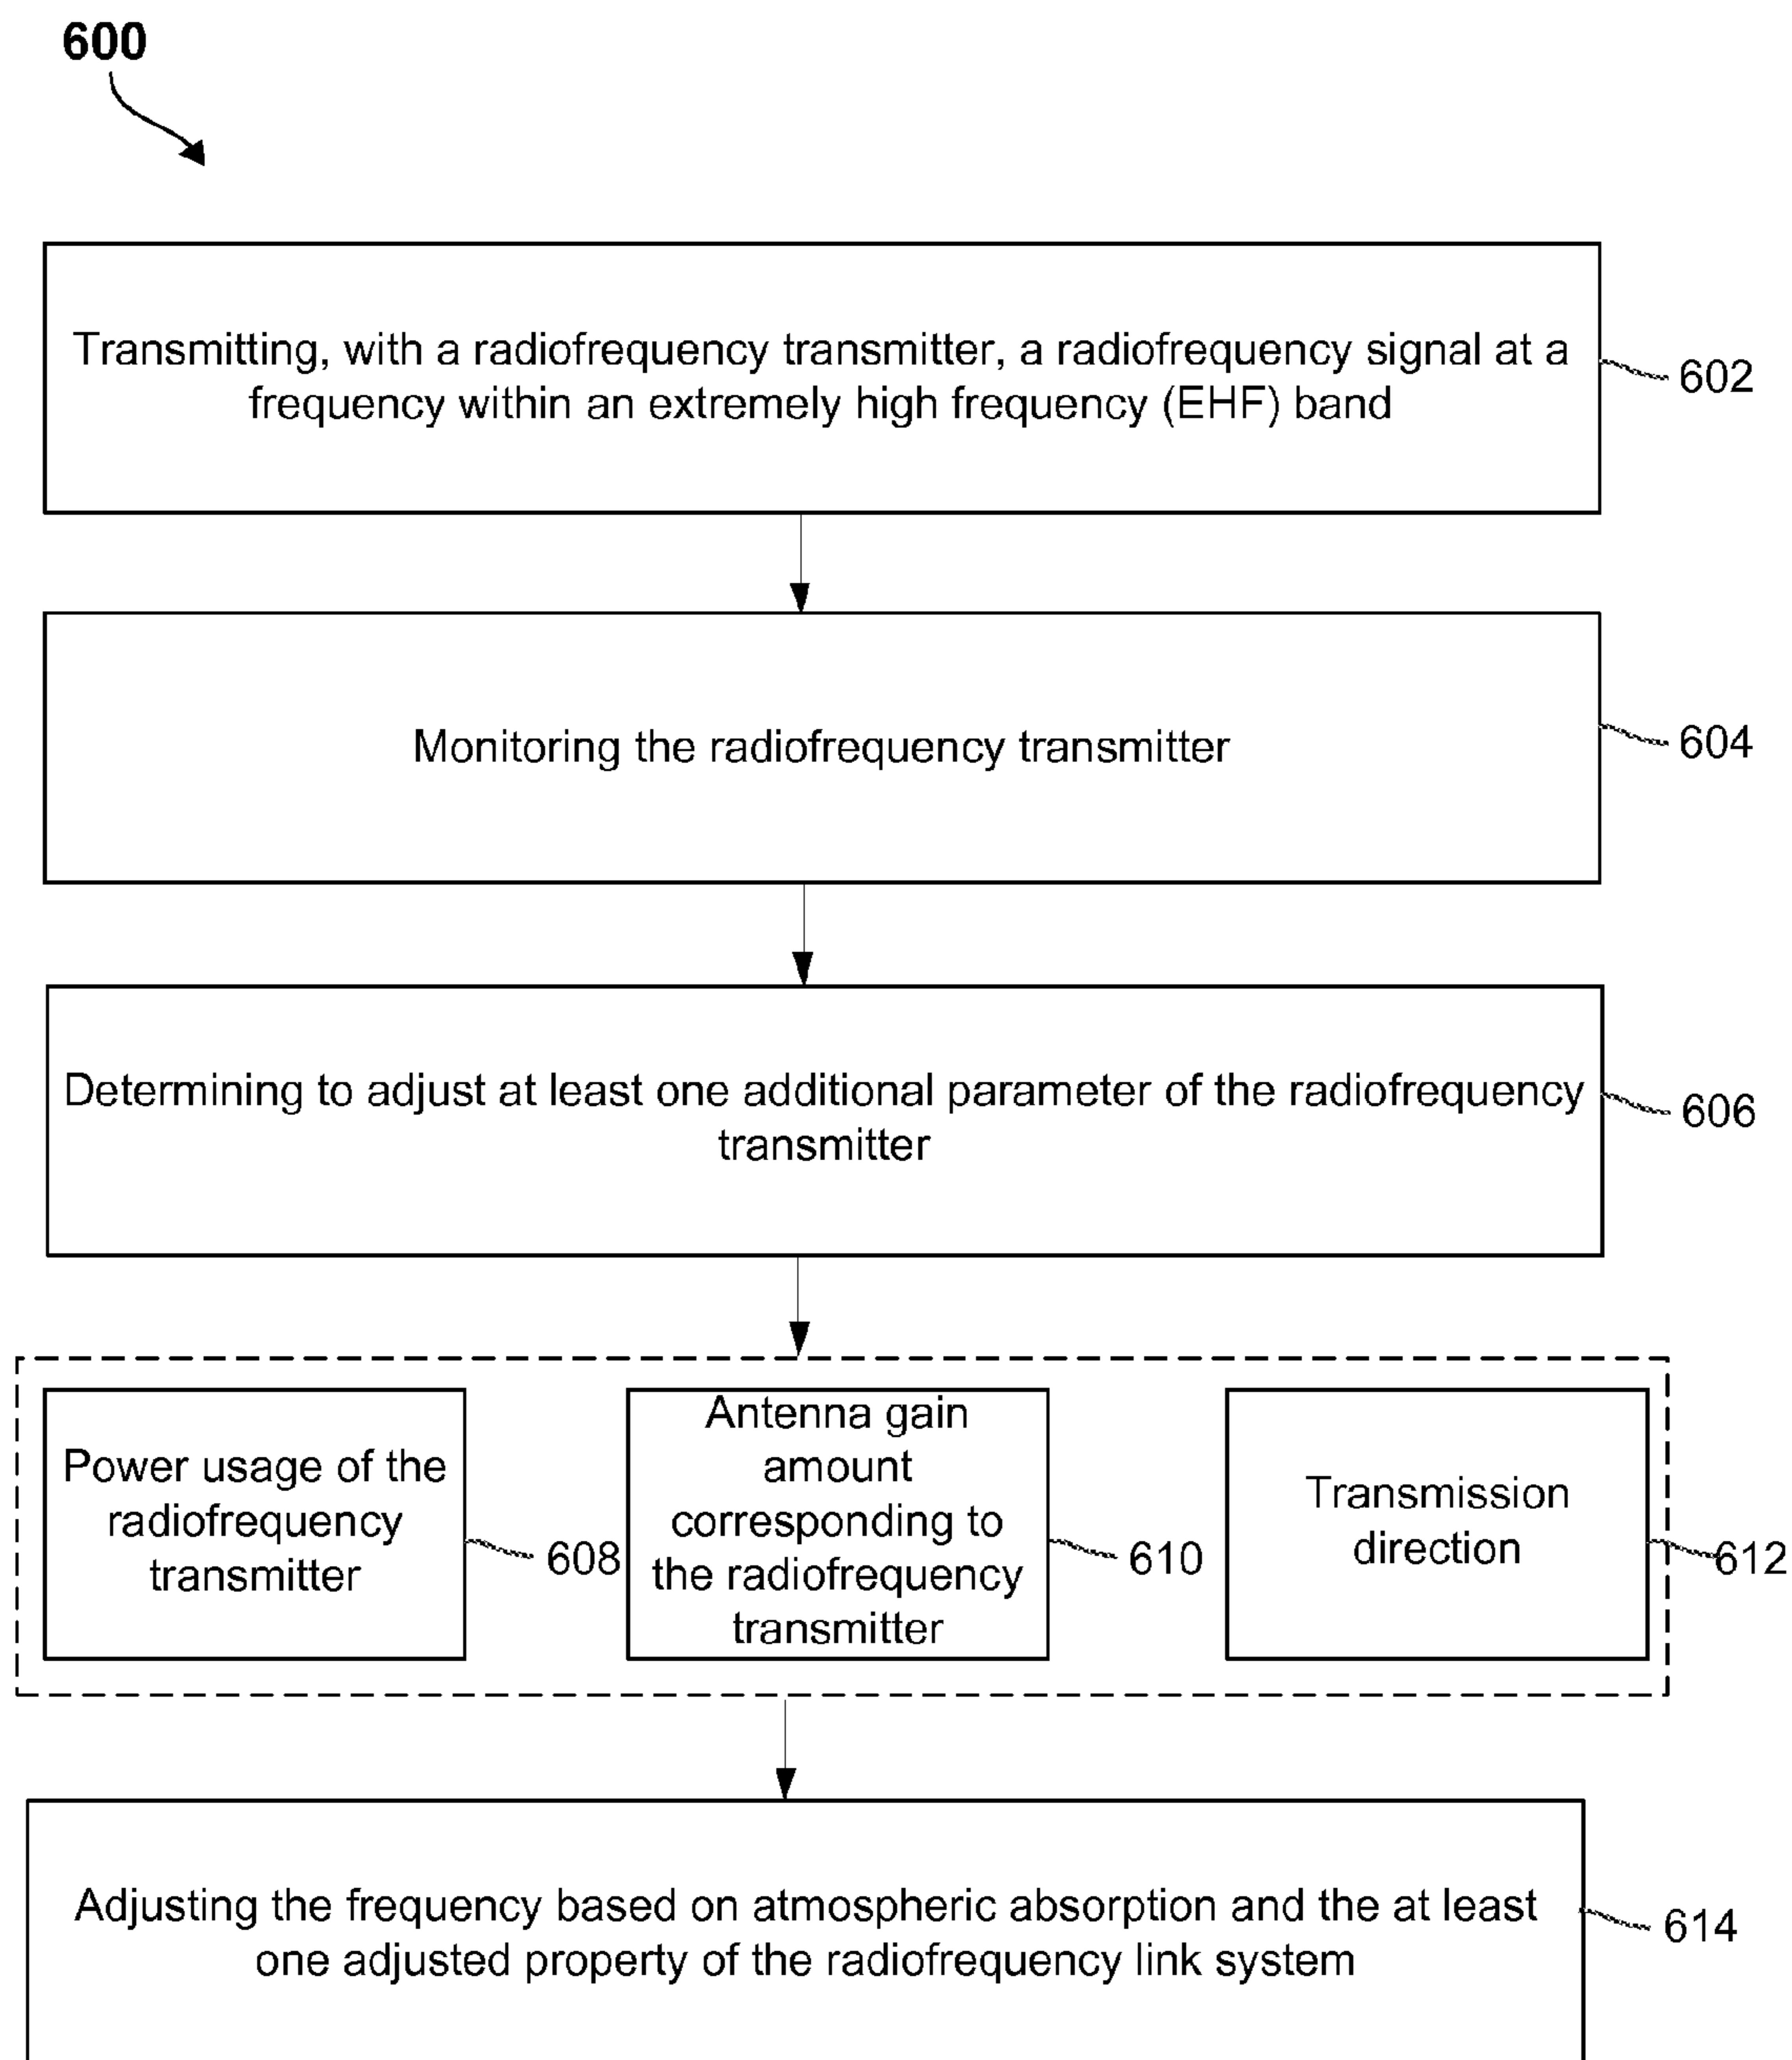 600
Transmitting, with a radiofrequency transmitter, a radiofrequency signal at a
frequency within an extremely high frequency (EHF) band
602
Monitoring the radiofrequency transmitter
604
Determining to adjust at least one additional parameter of the radiofrequency
transmitter
606
Power usage of the
radiofrequency
transmitter
608
Antenna gain
amount
corresponding to
the radiofrequency
transmitter
610
Transmission
direction
612
Adjusting the frequency based on atmospheric absorption and the at least
one adjusted property of the radiofrequency link system
614